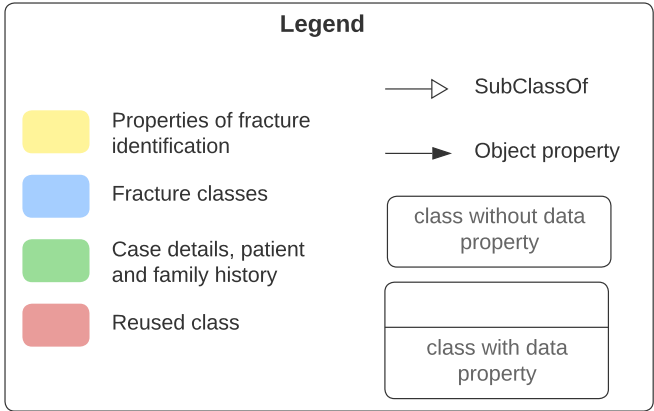 Legend
Properties of fracture
identification
Fracture classes
Case details, patient
and family history
Reused class
SubClassOf
Object property
class without data
property
class with data
property